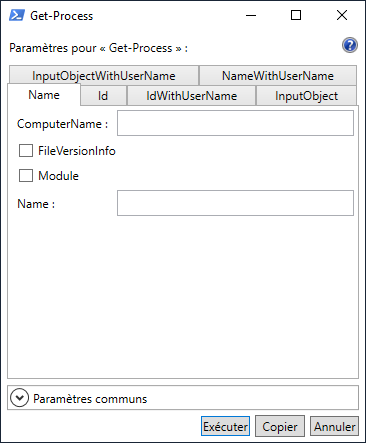 Get-Process
Paramètres pour « Get-Process » :
InputObjectWithUserName NameWithUserName
Name Id IdWithUserName InputObject
ComputerName :
FileVersionInfo
Module
Name :
Paramètres communs
Exécuter Copier Annuler